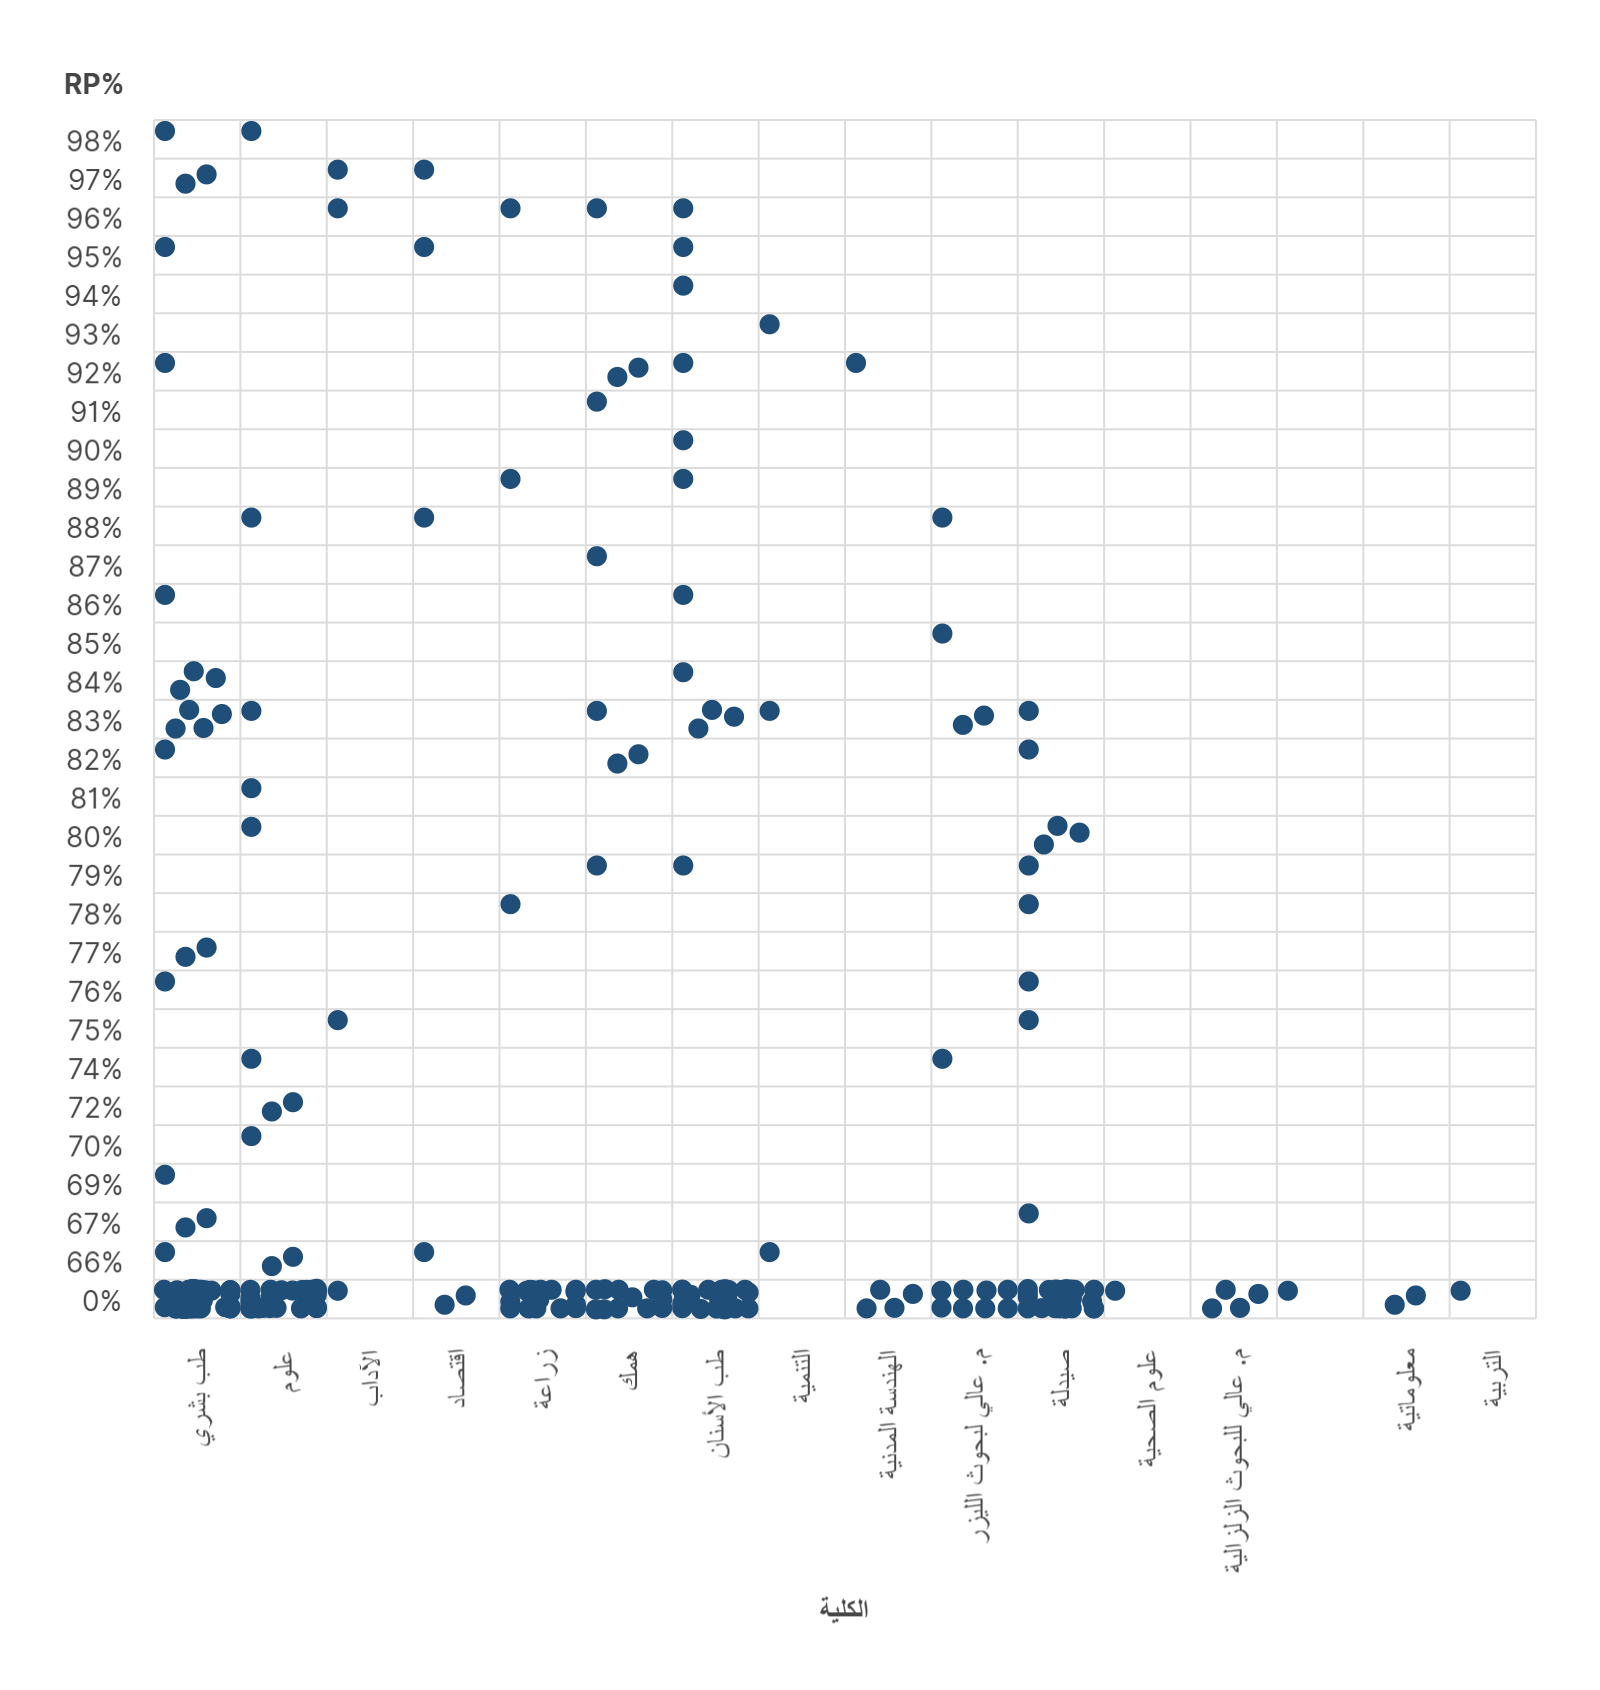 RP%
98%
97%
96%
95%
94%
93%
92%
91%
90%
89%
88%
87%
86%
85%
84%
83%
82%
81%
80%
79%
78%
77%
76%
75%
74%
72%
70%
69%
67%
66%
0%
طب بشري
علوم
الآداب
اقتصاد
زراعة
همك
طب الأسنان
التنمية
الهندسة المدنية
م. عالي لبحوث الليزر
صيدلة
علوم الصحية
م. عالي للبحوث الزلزالية
معلوماتية
التربية
الكلية